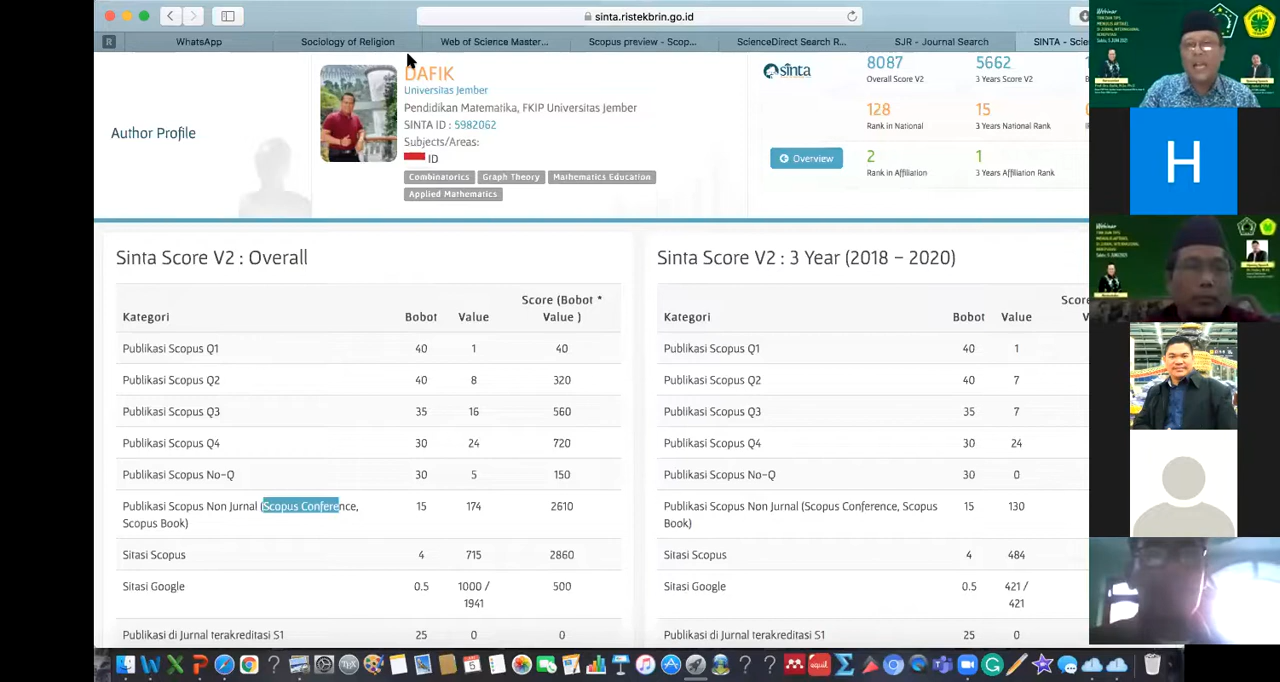 sinta.ristekbrin.go.id
WhatsApp
Sociology of Religion
Web of Science Master...
Scopus preview - Scop...
ScienceDirect Search R...
SJR - Journal Search
SINTA - Scie
Author Profile
DAFIK
Universitas Jember
Pendidikan Matematika, FKIP Universitas Jember
SINTA ID : 5982062
Subjects/Areas:
ID
Combinatorics Graph Theory Mathematics Education
Applied Mathematics
sinta
Overview
8087
Overall Score V2
5662
3 Years Score V2
128
Rank in National
15
3 Years National Rank
2
Rank in Affiliation
1
3 Years Affiliation Rank
Sinta Score V2 : Overall
Kategori Bobot Value Score (Bobot * Value )
Publikasi Scopus Q1 40 1 40
Publikasi Scopus Q2 40 8 320
Publikasi Scopus Q3 35 16 560
Publikasi Scopus Q4 30 24 720
Publikasi Scopus No-Q 30 5 150
Publikasi Scopus Non Jurnal (Scopus Conference, 15 174 2610
Scopus Book)
Sitasi Scopus 4 715 2860
Sitasi Google 0.5 1000 / 500
1941
Publikasi di Jurnal terakreditasi S1 25 0 0
Sinta Score V2 : 3 Year (2018 – 2020)
Kategori Bobot Value
Publikasi Scopus Q1 40 1
Publikasi Scopus Q2 40 7
Publikasi Scopus Q3 35 7
Publikasi Scopus Q4 30 24
Publikasi Scopus No-Q 30 0
Publikasi Scopus Non Jurnal (Scopus Conference, Scopus 15 130
Book)
Sitasi Scopus 4 484
Sitasi Google 0.5 421 /
421
Publikasi di Jurnal terakreditasi S1 25 0
H